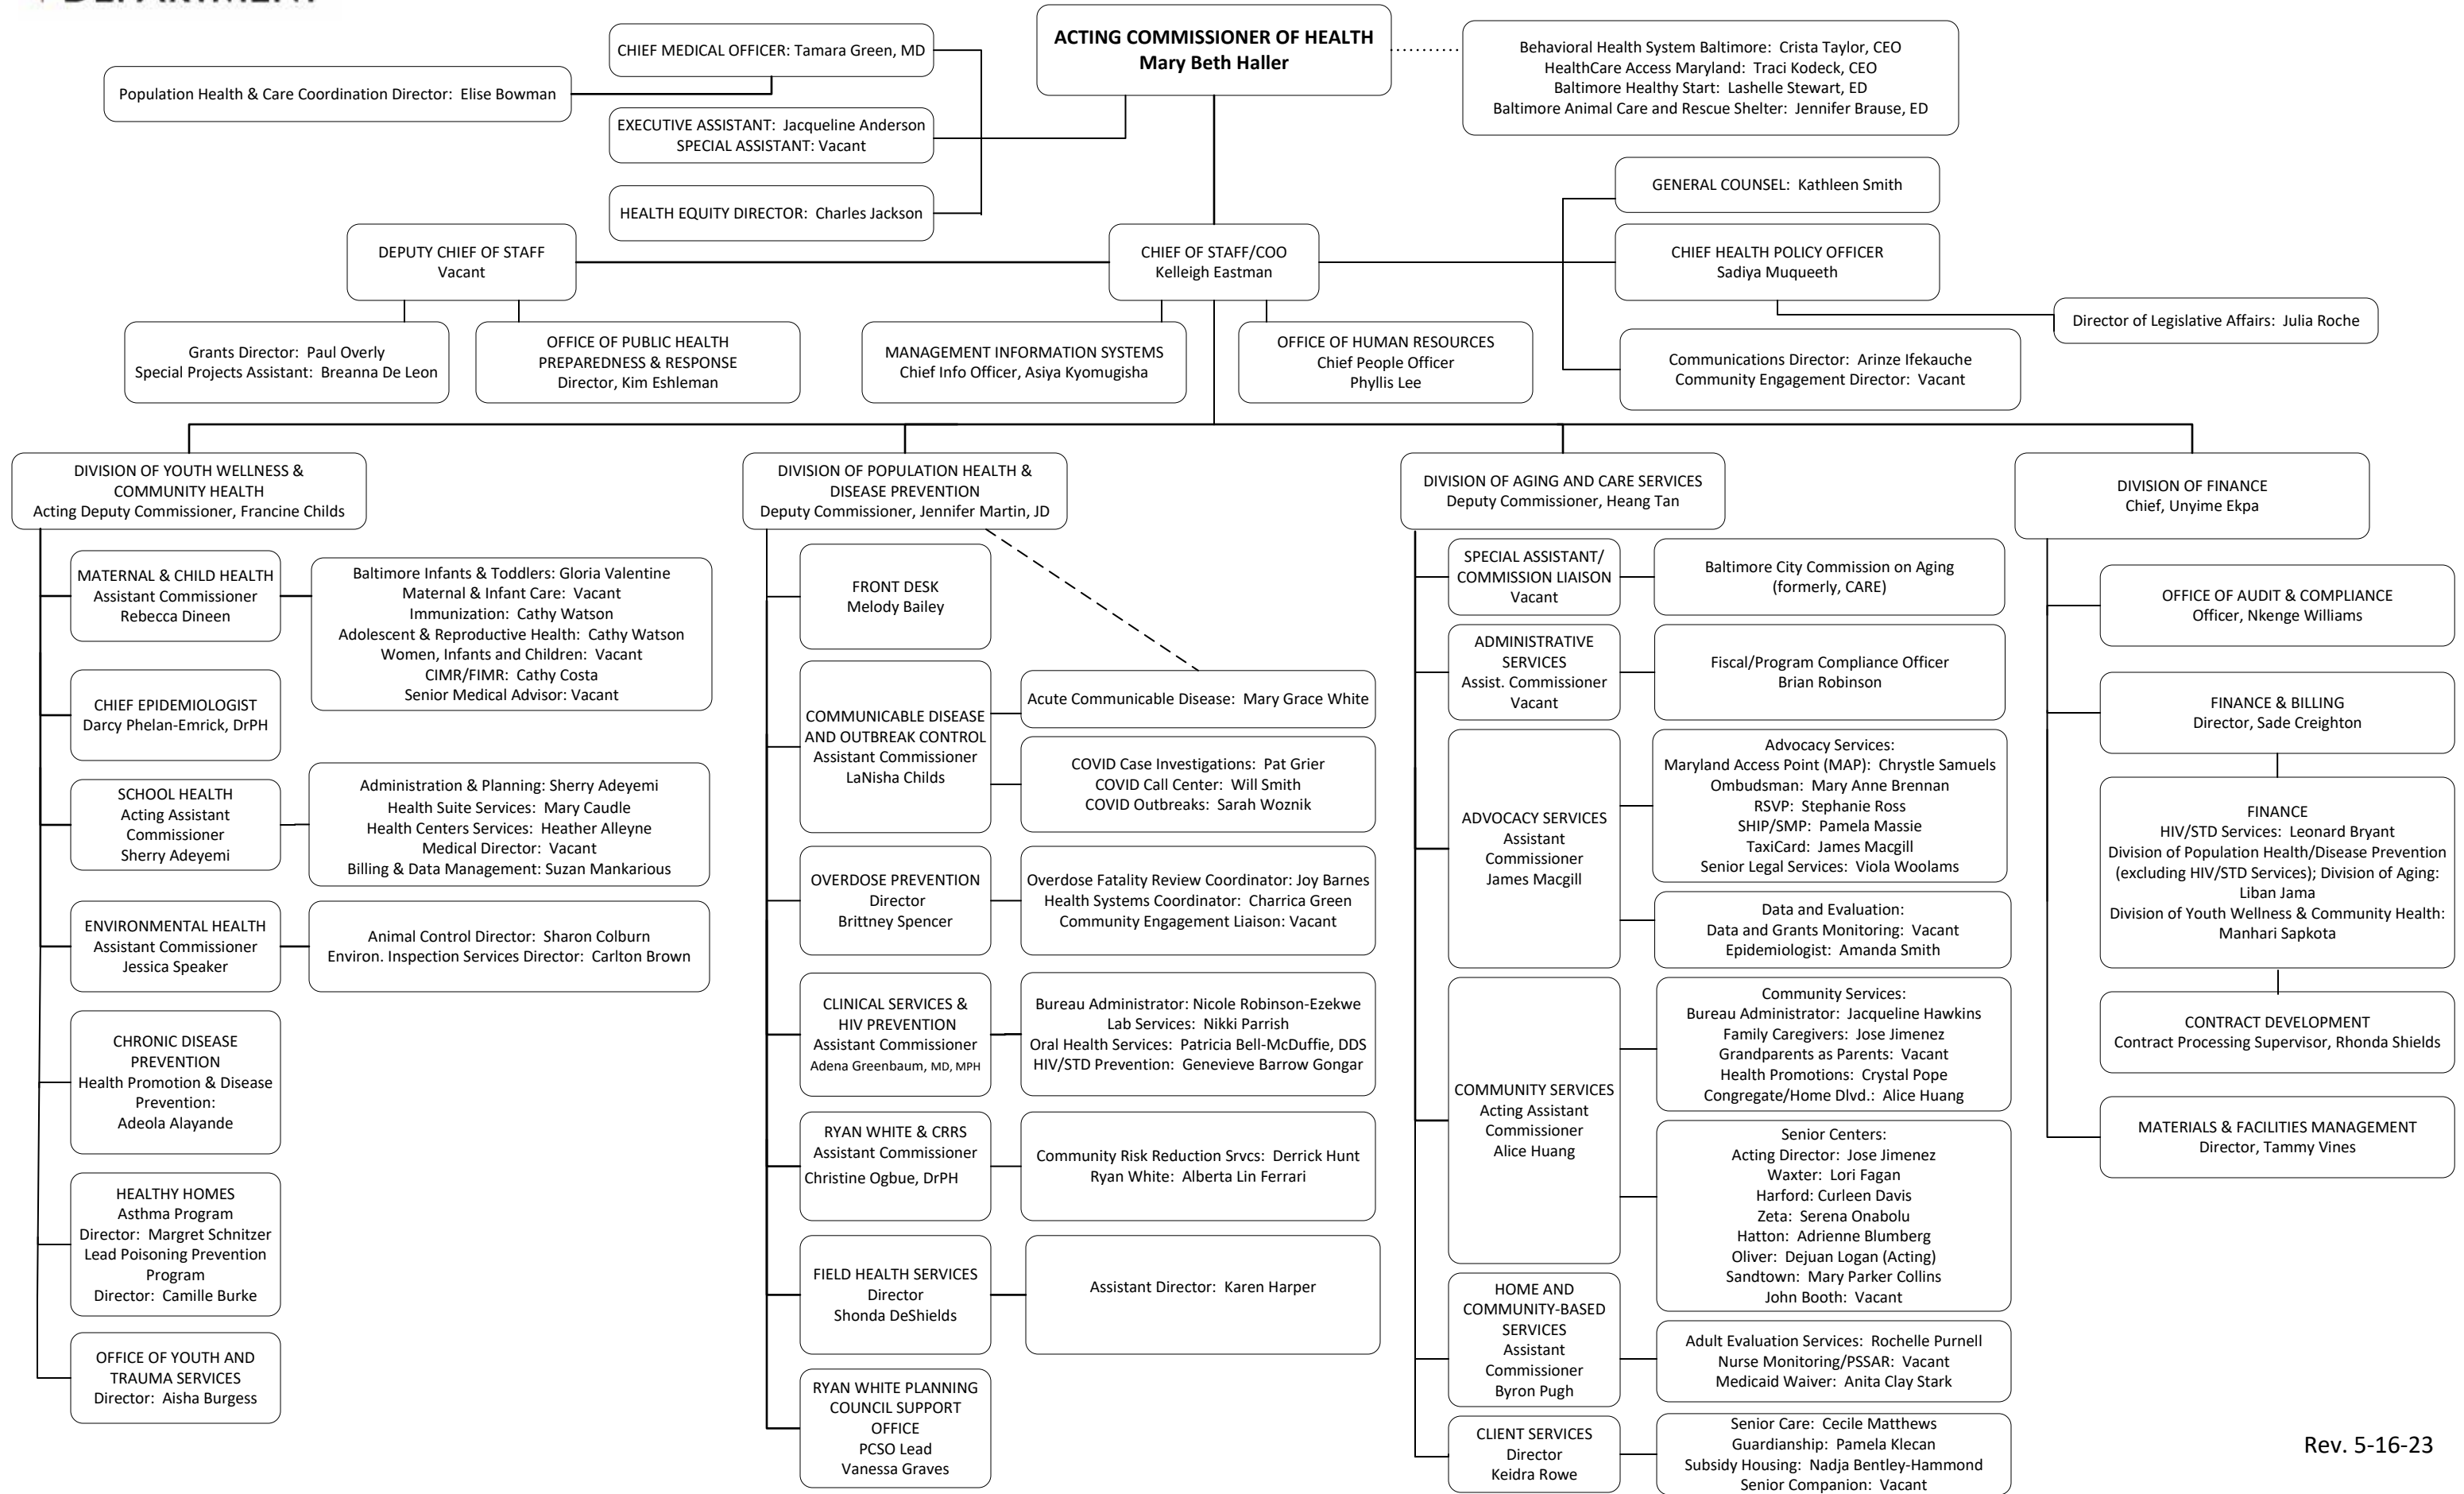 DEPARTMENT
ACTING COMMISSIONER OF HEALTH
Mary Beth Haller
Behavioral Health System Baltimore:  Crista Taylor, CEO
HealthCare Access Maryland:  Traci Kodeck, CEO
Baltimore Healthy Start:  Lashelle Stewart, ED
Baltimore Animal Care and Rescue Shelter:  Jennifer Brause, ED
CHIEF MEDICAL OFFICER: Tamara Green, MD
Population Health & Care Coordination Director:  Elise Bowman
EXECUTIVE ASSISTANT:  Jacqueline Anderson
SPECIAL ASSISTANT: Vacant
HEALTH EQUITY DIRECTOR:  Charles Jackson
GENERAL COUNSEL:  Kathleen Smith
DEPUTY CHIEF OF STAFF
Vacant
CHIEF OF STAFF/COO
Kelleigh Eastman
CHIEF HEALTH POLICY OFFICER
Sadiya Muqueeth
Director of Legislative Affairs:  Julia Roche
Grants Director:  Paul Overly
Special Projects Assistant:  Breanna De Leon
OFFICE OF PUBLIC HEALTH
PREPAREDNESS & RESPONSE
Director, Kim Eshleman
MANAGEMENT INFORMATION SYSTEMS
Chief Info Officer, Asiya Kyomugisha
OFFICE OF HUMAN RESOURCES
Chief People Officer
Phyllis Lee
Communications Director:  Arinze Ifekauche
Community Engagement Director:  Vacant
DIVISION OF YOUTH WELLNESS &
COMMUNITY HEALTH
Acting Deputy Commissioner, Francine Childs
MATERNAL & CHILD HEALTH
Assistant Commissioner
Rebecca Dineen
Baltimore Infants & Toddlers: Gloria Valentine
Maternal & Infant Care:  Vacant
Immunization:  Cathy Watson
Adolescent & Reproductive Health:  Cathy Watson
Women, Infants and Children:  Vacant
CIMR/FIMR:  Cathy Costa
Senior Medical Advisor: Vacant
CHIEF EPIDEMIOLOGIST
Darcy Phelan-Emrick, DrPH
SCHOOL HEALTH
Acting Assistant
Commissioner
Sherry Adeyemi
Administration & Planning: Sherry Adeyemi
Health Suite Services:  Mary Caudle
Health Centers Services:  Heather Alleyne
Medical Director:  Vacant
Billing & Data Management: Suzan Mankarious
ENVIRONMENTAL HEALTH
Assistant Commissioner
Jessica Speaker
Animal Control Director:  Sharon Colburn
Environ. Inspection Services Director:  Carlton Brown
CHRONIC DISEASE
PREVENTION
Health Promotion & Disease
Prevention:
Adeola Alayande
HEALTHY HOMES
Asthma Program
Director:  Margret Schnitzer
Lead Poisoning Prevention
Program
Director:  Camille Burke
OFFICE OF YOUTH AND
TRAUMA SERVICES
Director:  Aisha Burgess
DIVISION OF POPULATION HEALTH &
DISEASE PREVENTION
Deputy Commissioner, Jennifer Martin, JD
FRONT DESK
Melody Bailey
COMMUNICABLE DISEASE
AND OUTBREAK CONTROL
Assistant Commissioner
LaNisha Childs
Acute Communicable Disease:  Mary Grace White
COVID Case Investigations:  Pat Grier
COVID Call Center:  Will Smith
COVID Outbreaks:  Sarah Woznik
OVERDOSE PREVENTION
Director
Brittney Spencer
Overdose Fatality Review Coordinator: Joy Barnes
Health Systems Coordinator:  Charrica Green
Community Engagement Liaison: Vacant
CLINICAL SERVICES &
HIV PREVENTION
Assistant Commissioner
Adena Greenbaum, MD, MPH
Bureau Administrator: Nicole Robinson-Ezekwe
Lab Services:  Nikki Parrish
Oral Health Services:  Patricia Bell-McDuffie, DDS
HIV/STD Prevention:  Genevieve Barrow Gongar
RYAN WHITE & CRRS
Assistant Commissioner
Christine Ogbue, DrPH
Community Risk Reduction Srvcs:  Derrick Hunt
Ryan White:  Alberta Lin Ferrari
FIELD HEALTH SERVICES
Director
Shonda DeShields
Assistant Director:  Karen Harper
RYAN WHITE PLANNING
COUNCIL SUPPORT
OFFICE
PCSO Lead
Vanessa Graves
DIVISION OF AGING AND CARE SERVICES
Deputy Commissioner, Heang Tan
SPECIAL ASSISTANT/
COMMISSION LIAISON
Vacant
Baltimore City Commission on Aging
(formerly, CARE)
ADMINISTRATIVE
SERVICES
Assist. Commissioner
Vacant
Fiscal/Program Compliance Officer
Brian Robinson
ADVOCACY SERVICES
Assistant
Commissioner
James Macgill
Advocacy Services:
Maryland Access Point (MAP):  Chrystle Samuels
Ombudsman:  Mary Anne Brennan
RSVP:  Stephanie Ross
SHIP/SMP:  Pamela Massie
TaxiCard:  James Macgill
Senior Legal Services:  Viola Woolams
Data and Evaluation:
Data and Grants Monitoring:  Vacant
Epidemiologist:  Amanda Smith
COMMUNITY SERVICES
Acting Assistant
Commissioner
Alice Huang
Community Services:
Bureau Administrator:  Jacqueline Hawkins
Family Caregivers:  Jose Jimenez
Grandparents as Parents:  Vacant
Health Promotions:  Crystal Pope
Congregate/Home Dlvd.:  Alice Huang
Senior Centers:
Acting Director:  Jose Jimenez
Waxter:  Lori Fagan
Harford: Curleen Davis
Zeta:  Serena Onabolu
Hatton:  Adrienne Blumberg
Oliver:  Dejuan Logan (Acting)
Sandtown:  Mary Parker Collins
John Booth:  Vacant
HOME AND
COMMUNITY-BASED
SERVICES
Assistant
Commissioner
Byron Pugh
Adult Evaluation Services:  Rochelle Purnell
Nurse Monitoring/PSSAR:  Vacant
Medicaid Waiver:  Anita Clay Stark
CLIENT SERVICES
Director
Keidra Rowe
Senior Care:  Cecile Matthews
Guardianship:  Pamela Klecan
Subsidy Housing:  Nadja Bentley-Hammond
Senior Companion:  Vacant
DIVISION OF FINANCE
Chief, Unyime Ekpa
OFFICE OF AUDIT & COMPLIANCE
Officer, Nkenge Williams
FINANCE & BILLING
Director, Sade Creighton
FINANCE
HIV/STD Services:  Leonard Bryant
Division of Population Health/Disease Prevention
(excluding HIV/STD Services); Division of Aging:
Liban Jama
Division of Youth Wellness & Community Health:
Manhari Sapkota
CONTRACT DEVELOPMENT
Contract Processing Supervisor, Rhonda Shields
MATERIALS & FACILITIES MANAGEMENT
Director, Tammy Vines
Rev. 5-16-23